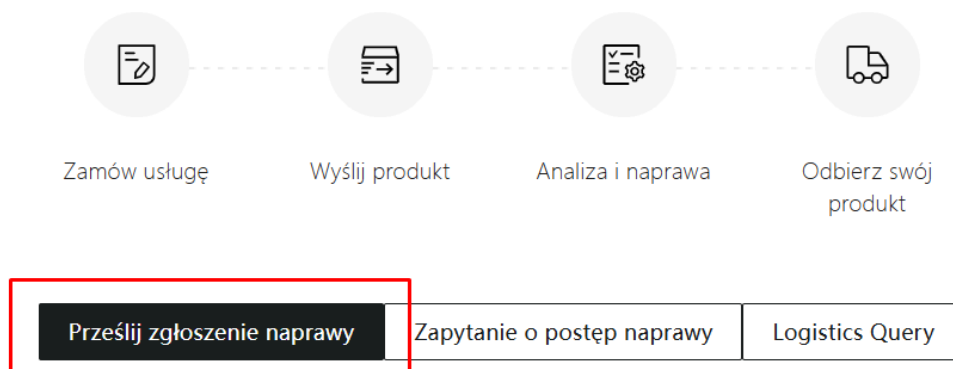 Zamów usługę
Wyślij produkt
Analiza i naprawa
Odbierz swój
produkt
Prześlij zgłoszenie naprawy
Zapytanie o postęp naprawy
Logistics Query